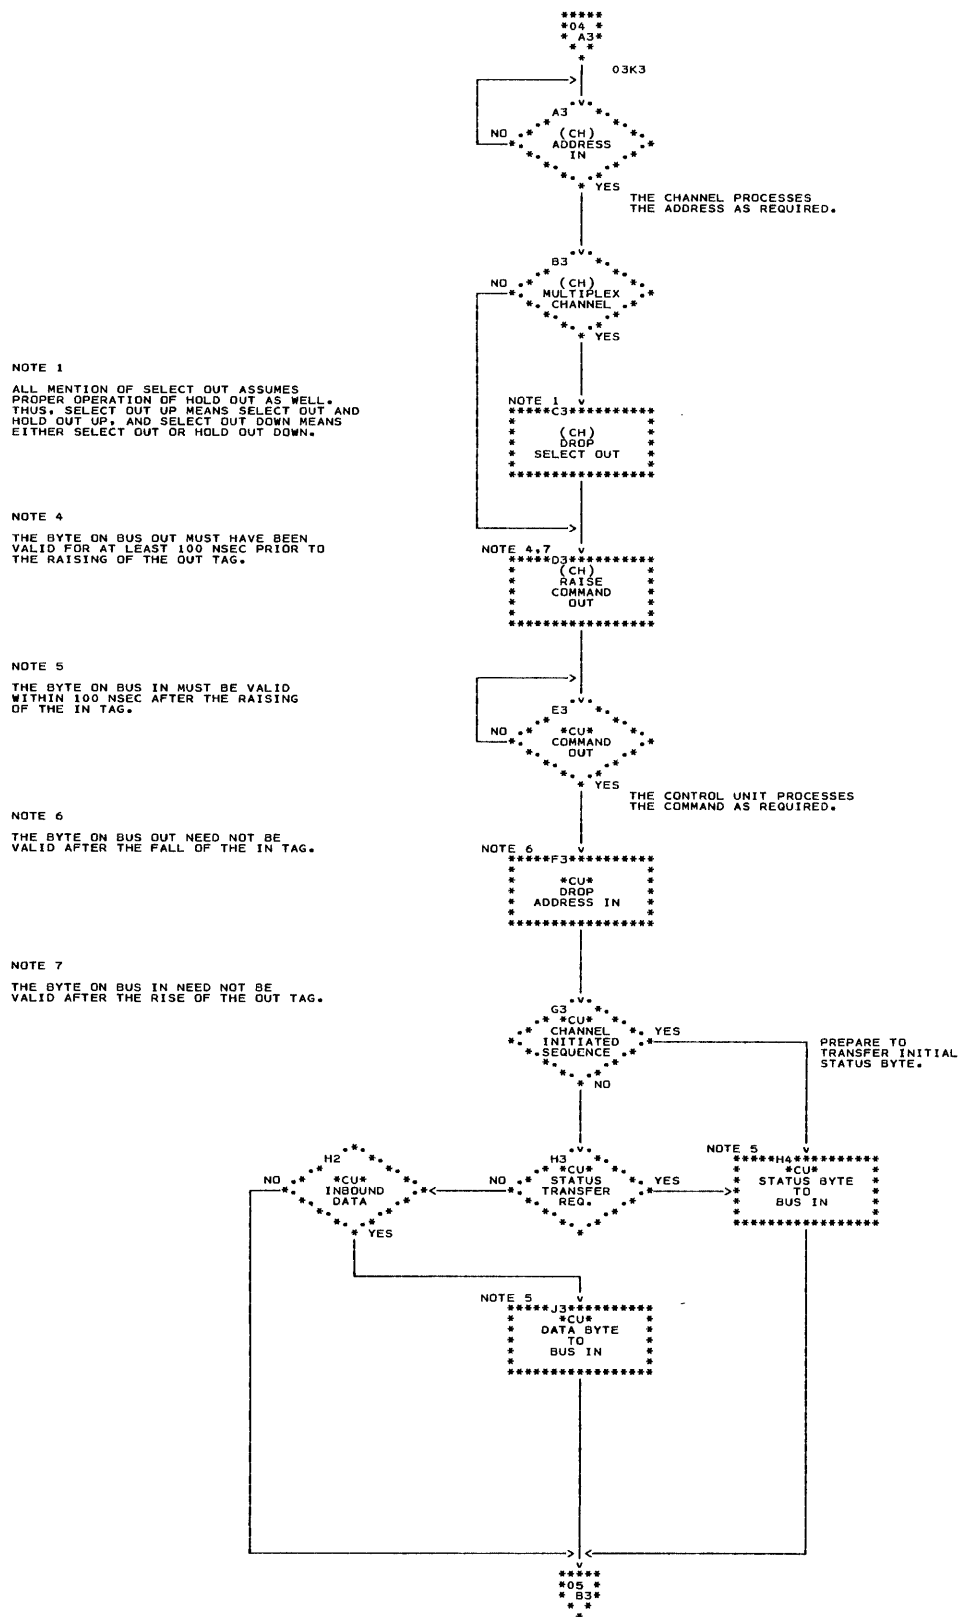 04
A3
03K3
A3
NO
(CH)
ADDRESS
IN
YES
THE CHANNEL PROCESSES
THE ADDRESS AS REQUIRED.
B3
NO
(CH)
MULTIPLEX
CHANNEL
YES
NOTE 1
ALL MENTION OF SELECT OUT ASSUMES
PROPER OPERATION OF HOLD OUT AS WELL.
THUS, SELECT OUT UP MEANS SELECT OUT AND
HOLD OUT UP, AND SELECT OUT DOWN MEANS
EITHER SELECT OUT OR HOLD OUT DOWN.
NOTE 1
C3
(CH)
DROP
SELECT OUT
NOTE 4
THE BYTE ON BUS OUT MUST HAVE BEEN
VALID FOR AT LEAST 100 NSEC PRIOR TO
THE RAISING OF THE OUT TAG.
NOTE 4,7
D3
(CH)
RAISE
COMMAND
OUT
NOTE 5
THE BYTE ON BUS IN MUST BE VALID
WITHIN 100 NSEC AFTER THE RAISING
OF THE IN TAG.
E3
NO
*CU*
COMMAND
OUT
YES
THE CONTROL UNIT PROCESSES
THE COMMAND AS REQUIRED.
NOTE 6
THE BYTE ON BUS OUT NEED NOT BE
VALID AFTER THE FALL OF THE IN TAG.
NOTE 6
F3
*CU*
DROP
ADDRESS IN
NOTE 7
THE BYTE ON BUS IN NEED NOT BE
VALID AFTER THE RISE OF THE OUT TAG.
G3
*CU*
CHANNEL
INITIATED
SEQUENCE
YES
NO
PREPARE TO
TRANSFER INITIAL
STATUS BYTE.
H2
NO
*CU*
INBOUND
DATA
YES
H3
NO
*CU*
STATUS
TRANSFER
REQ.
YES
NOTE 5
H4
*CU*
STATUS BYTE
TO
BUS IN
NOTE 5
J3
*CU*
DATA BYTE
TO
BUS IN
05
B3